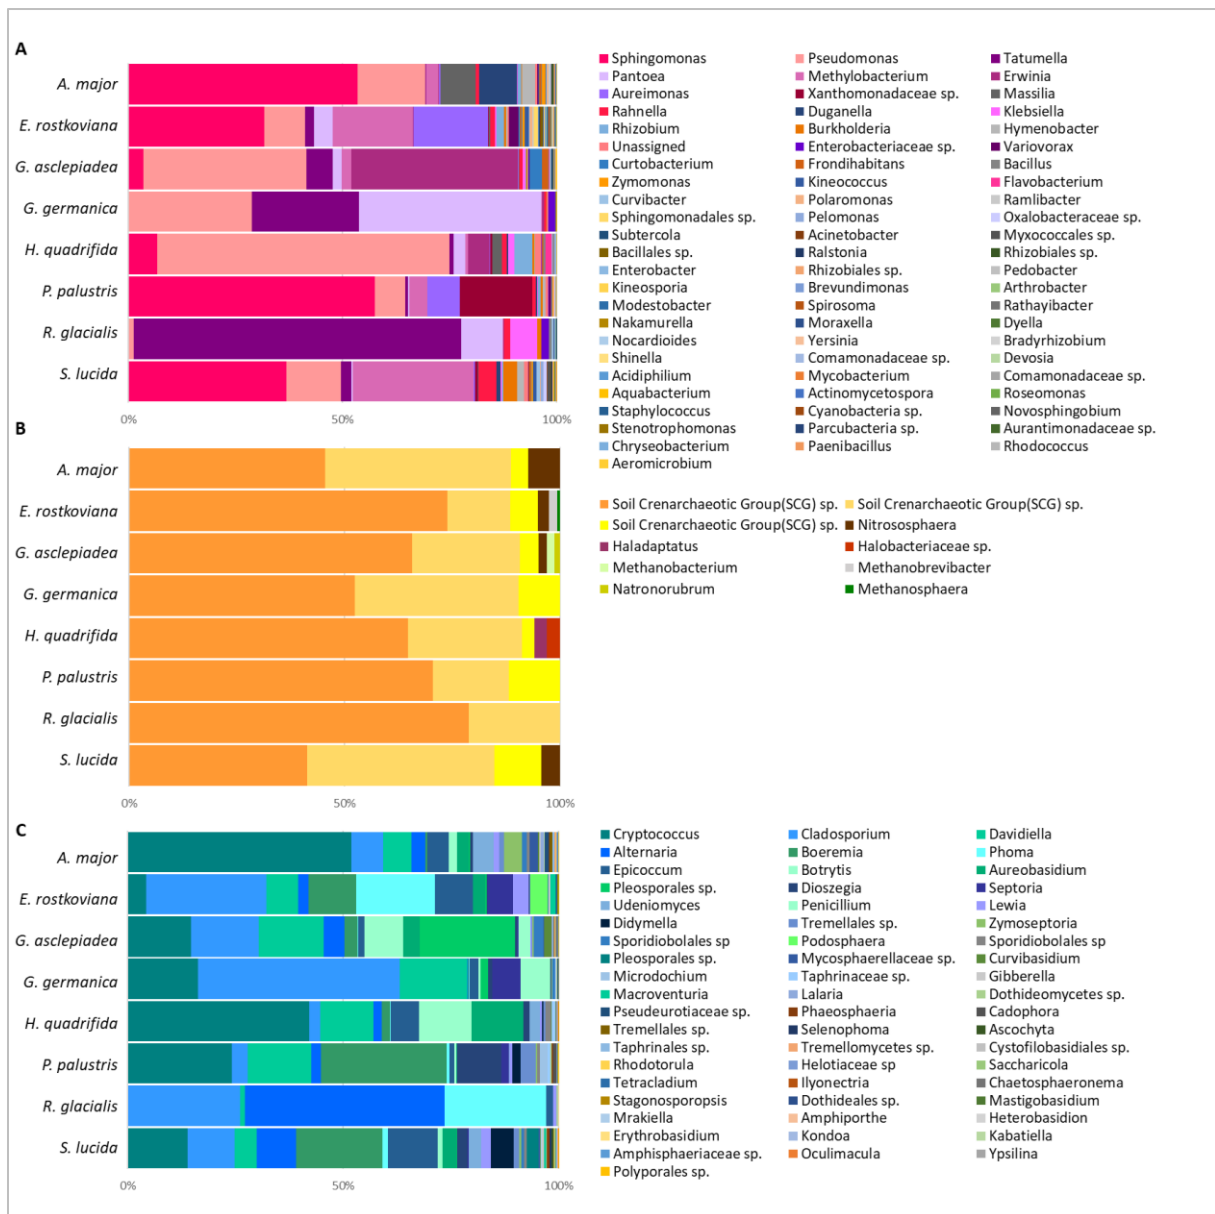 A
A. major
E. rostkoviana
G. asclepiadea
G. germanica
H. quadrifida
P. palustris
R. glacialis
S. lucida
0% 50% 100%
Sphingomonas Pseudomonas Tatumella
Pantoea Methylobacterium Erwinia
Aureimonas Xanthomonadaceae sp. Massilia
Rahnella Duganella Klebsiella
Rhizobium Burkholderia Hymenobacter
Unassigned Enterobacteriaceae sp. Variovorax
Curtobacterium Frondihabitans Bacillus
Zymomonas Kineococcus Flavobacterium
Curvibacter Polaromonas Ramlibacter
Sphingomonadales sp. Pelomonas Oxalobacteraceae sp.
Subtercola Acinetobacter Myxococcales sp.
Bacillales sp. Ralstonia Rhizobiales sp.
Enterobacter Rhizobiales sp. Pedobacter
Kineosporia Brevundimonas Arthrobacter
Modestobacter Spirosoma Rathayibacter
Nakamurella Moraxella Dyella
Nocardioides Yersinia Bradyrhizobium
Shinella Comamonadaceae sp. Devosia
Acidiphilium Mycobacterium Comamonadaceae sp.
Aquabacterium Actinomycetospora Roseomonas
Staphylococcus Cyanobacteria sp. Novosphingobium
Stenotrophomonas Parcubacteria sp. Aurantimonadaceae sp.
Chryseobacterium Paenibacillus Rhodococcus
Aeromicrobium
B
A. major
E. rostkoviana
G. asclepiadea
G. germanica
H. quadrifida
P. palustris
R. glacialis
S. lucida
0% 50% 100%
Soil Crenarchaeotic Group(SCG) sp. Soil Crenarchaeotic Group(SCG) sp.
Soil Crenarchaeotic Group(SCG) sp. Nitrososphaera
Haladaptatus Halobacteriaceae sp.
Methanobacterium Methanobrevibacter
Natronorubrum Methanosphaera
C
A. major
E. rostkoviana
G. asclepiadea
G. germanica
H. quadrifida
P. palustris
R. glacialis
S. lucida
0% 50% 100%
Cryptococcus Cladosporium Davidiella
Alternaria Boeremia Phoma
Epicoccum Botrytis Aureobasidium
Pleosporales sp. Dioszegia Septoria
Udeniomyces Penicillium Lewia
Didymella Tremellales sp. Zymoseptoria
Sporidiobolales sp Podosphaera Sporidiobolales sp
Pleosporales sp. Mycosphaerellaceae sp. Curvibasidium
Microdochium Taphrinaceae sp. Gibberella
Macroventuria Lalaria Dothideomycetes sp.
Pseudeurotiaceae sp. Phaeosphaeria Cadophora
Tremellales sp. Selenophoma Ascochyta
Taphrinales sp. Tremellomycetes sp. Cystofilobasidiales sp.
Rhodotorula Helotiaceae sp Saccharicola
Tetracladium Ilyonectria Chaetosphaeronema
Stagonosporopsis Dothideales sp. Mastigobasidium
Mrakiella Amphiporthe Heterobasidion
Erythrobasidium Kondoa Kabatiella
Amphisphaeriaceae sp. Oculimacula Ypsilina
Polyporales sp.